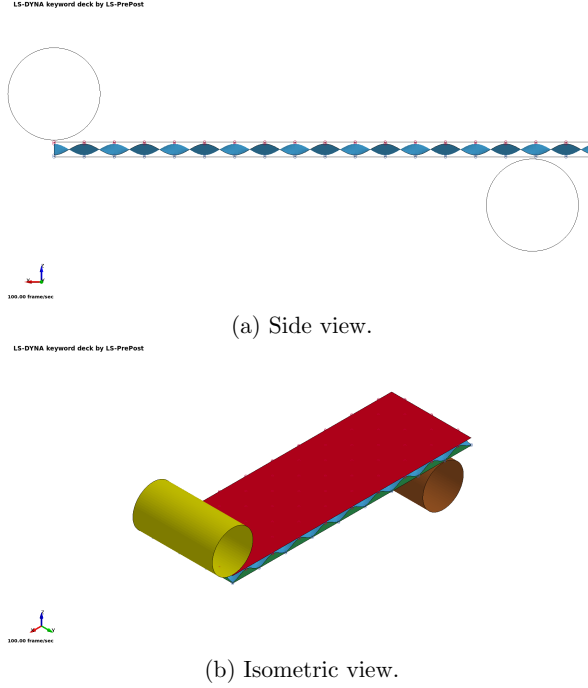 LS-DYNA keyword deck by LS-PrePost
Z
X
100.00 frame/sec
(a) Side view.
LS-DYNA keyword deck by LS-PrePost
Z
X Y
100.00 frame/sec
(b) Isometric view.